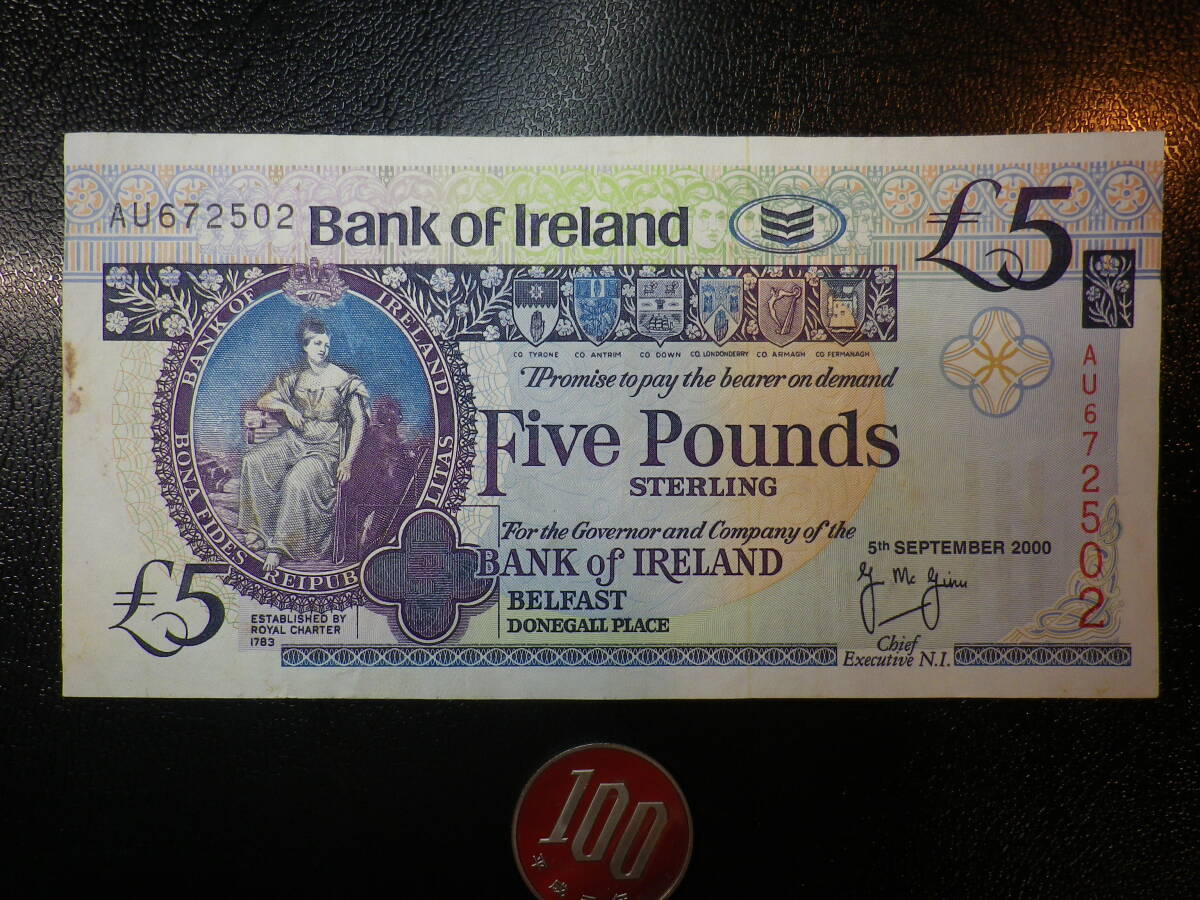 AU672502 Bank of Ireland £5
BANK OF IRELAND
BONA FIDES REIPUB LITAS
CO TYRONE CO ANTRIM CO DOWN CO. LONDONDERRY CO. ARMAGH CO FERMANAGH
I Promise to pay the bearer on demand
Five Pounds
STERLING
For the Governor and Company of the
BANK of IRELAND
BELFAST
DONEGALL PLACE
5th SEPTEMBER 2000
G Mc Ginn
Chief
Executive N.I.
£5
ESTABLISHED BY
ROYAL CHARTER
1783
AU672502
100